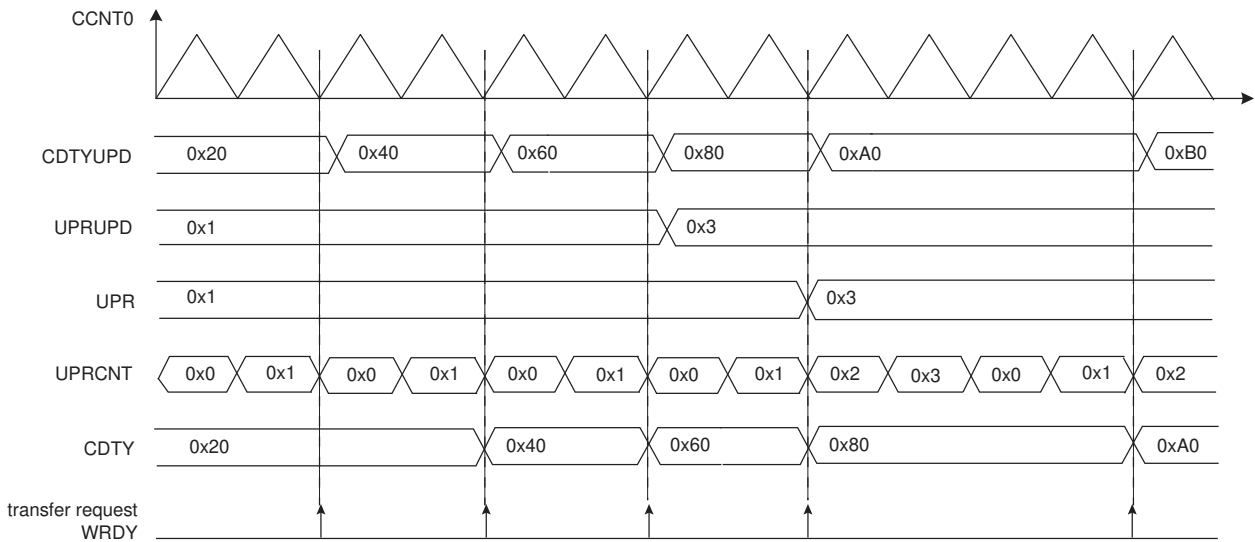 CCNT0
CDTYUPD 0x20 0x40 0x60 0x80 0xA0 0xB0
UPRUPD 0x1 0x3
UPR 0x1 0x3
UPRCNT 0x0 0x1 0x0 0x1 0x0 0x1 0x0 0x1 0x2 0x3 0x0 0x1 0x2
CDTY 0x20 0x40 0x60 0x80 0xA0
transfer request
WRDY